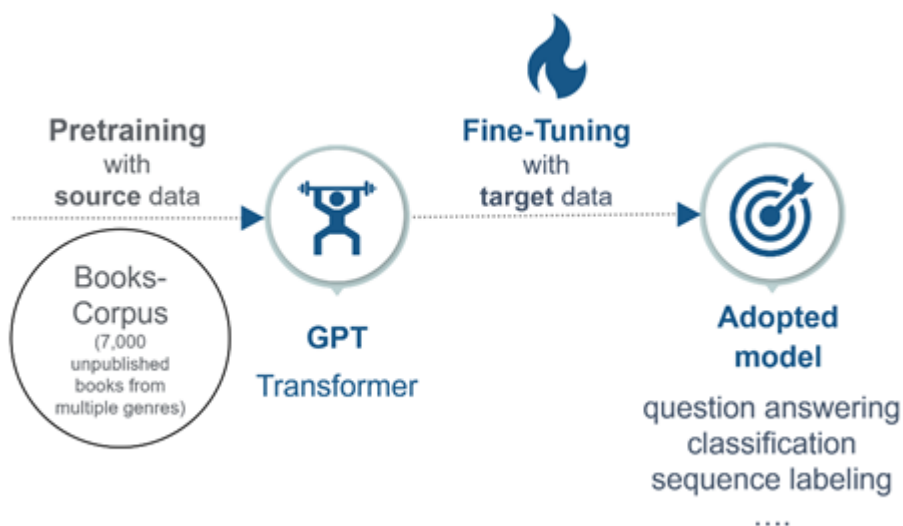 Pretraining
with
source data
Books-
Corpus
(7,000
unpublished
books from
multiple genres)
GPT
Transformer
Fine-Tuning
with
target data
Adopted
model
question answering
classification
sequence labeling
....